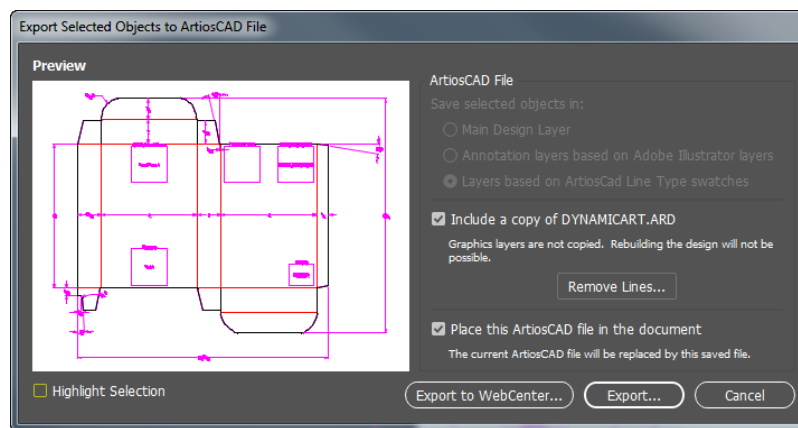 Export Selected Objects to ArtiosCAD File
Preview
ArtiosCAD File
Save selected objects in:
Main Design Layer
Annotation layers based on Adobe Illustrator layers
Layers based on ArtiosCad Line Type swatches
Include a copy of DYNAMICART.ARD
Graphics layers are not copied. Rebuilding the design will not be
possible.
Remove Lines...
Place this ArtiosCAD file in the document
The current ArtiosCAD file will be replaced by this saved file.
Highlight Selection
Export to WebCenter...
Export...
Cancel